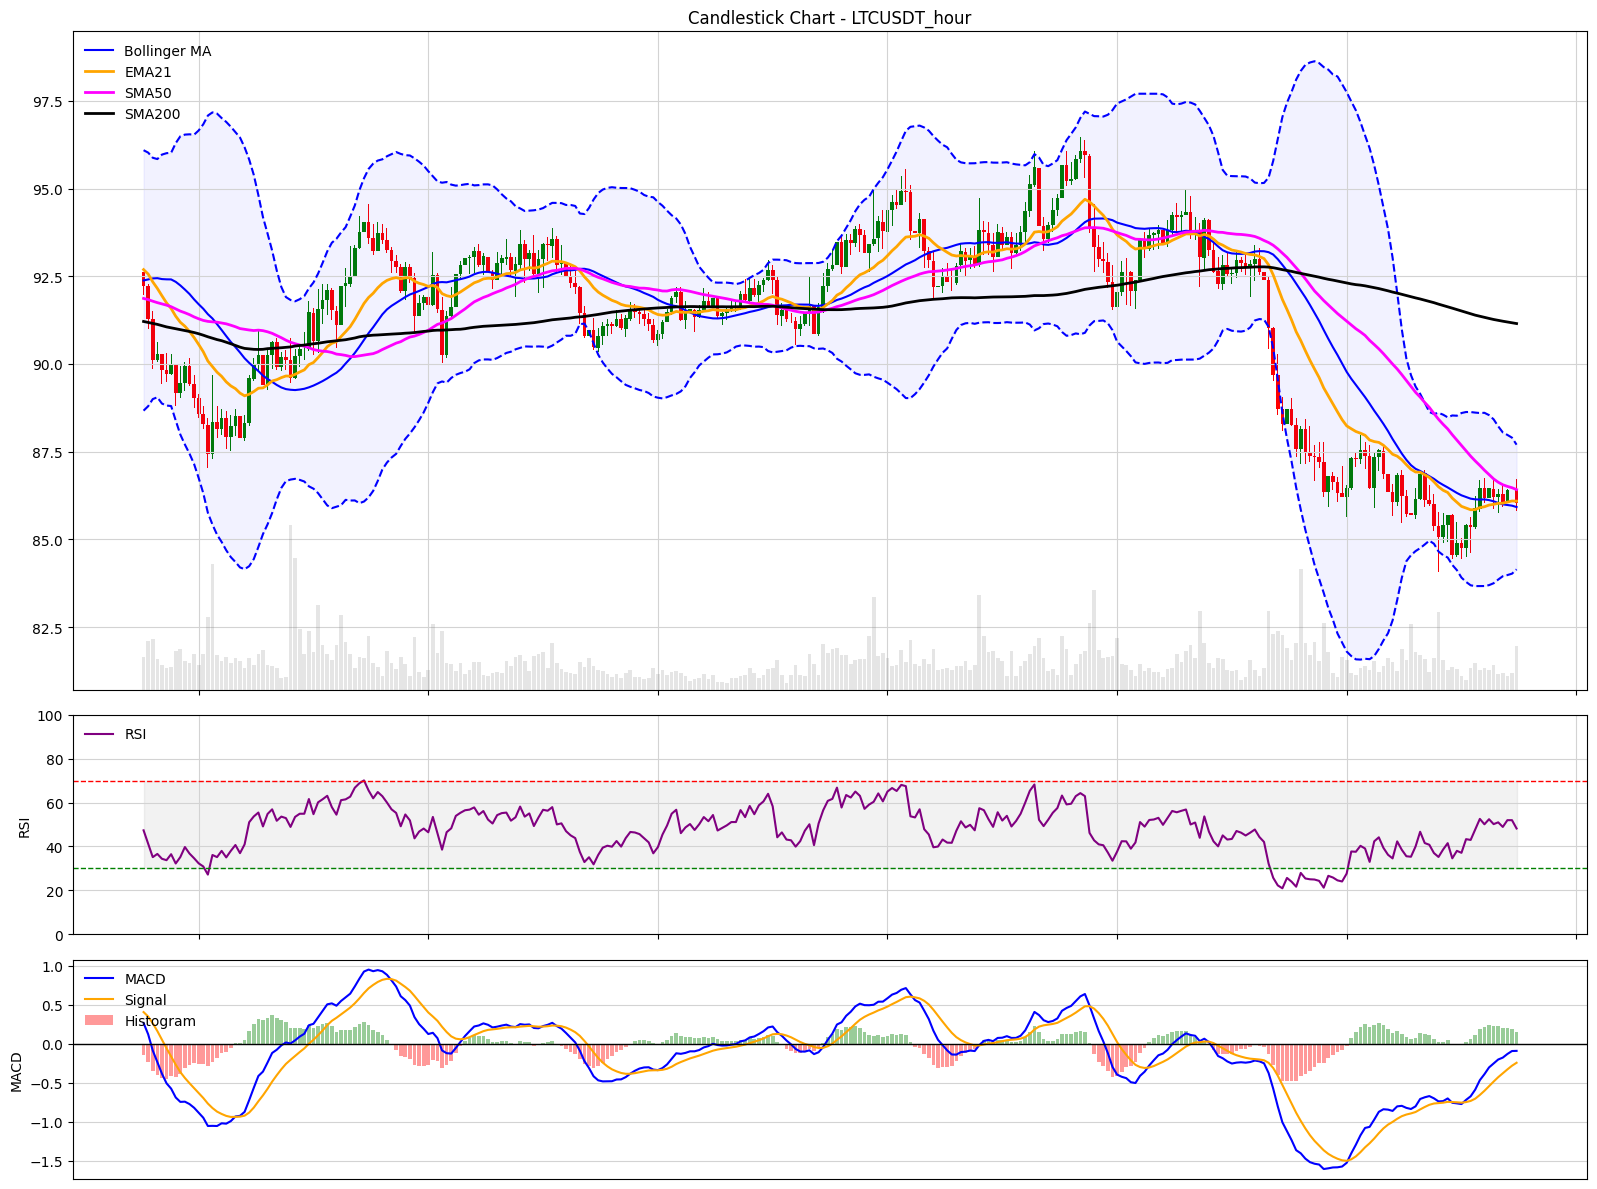 Candlestick Chart - LTCUSDT_hour
Bollinger MA
EMA21
SMA50
SMA200
97.5
95.0
92.5
90.0
87.5
85.0
82.5
RSI
100
80
60
40
20
0
RSI
MACD
Signal
Histogram
1.0
0.5
0.0
−0.5
−1.0
−1.5
MACD